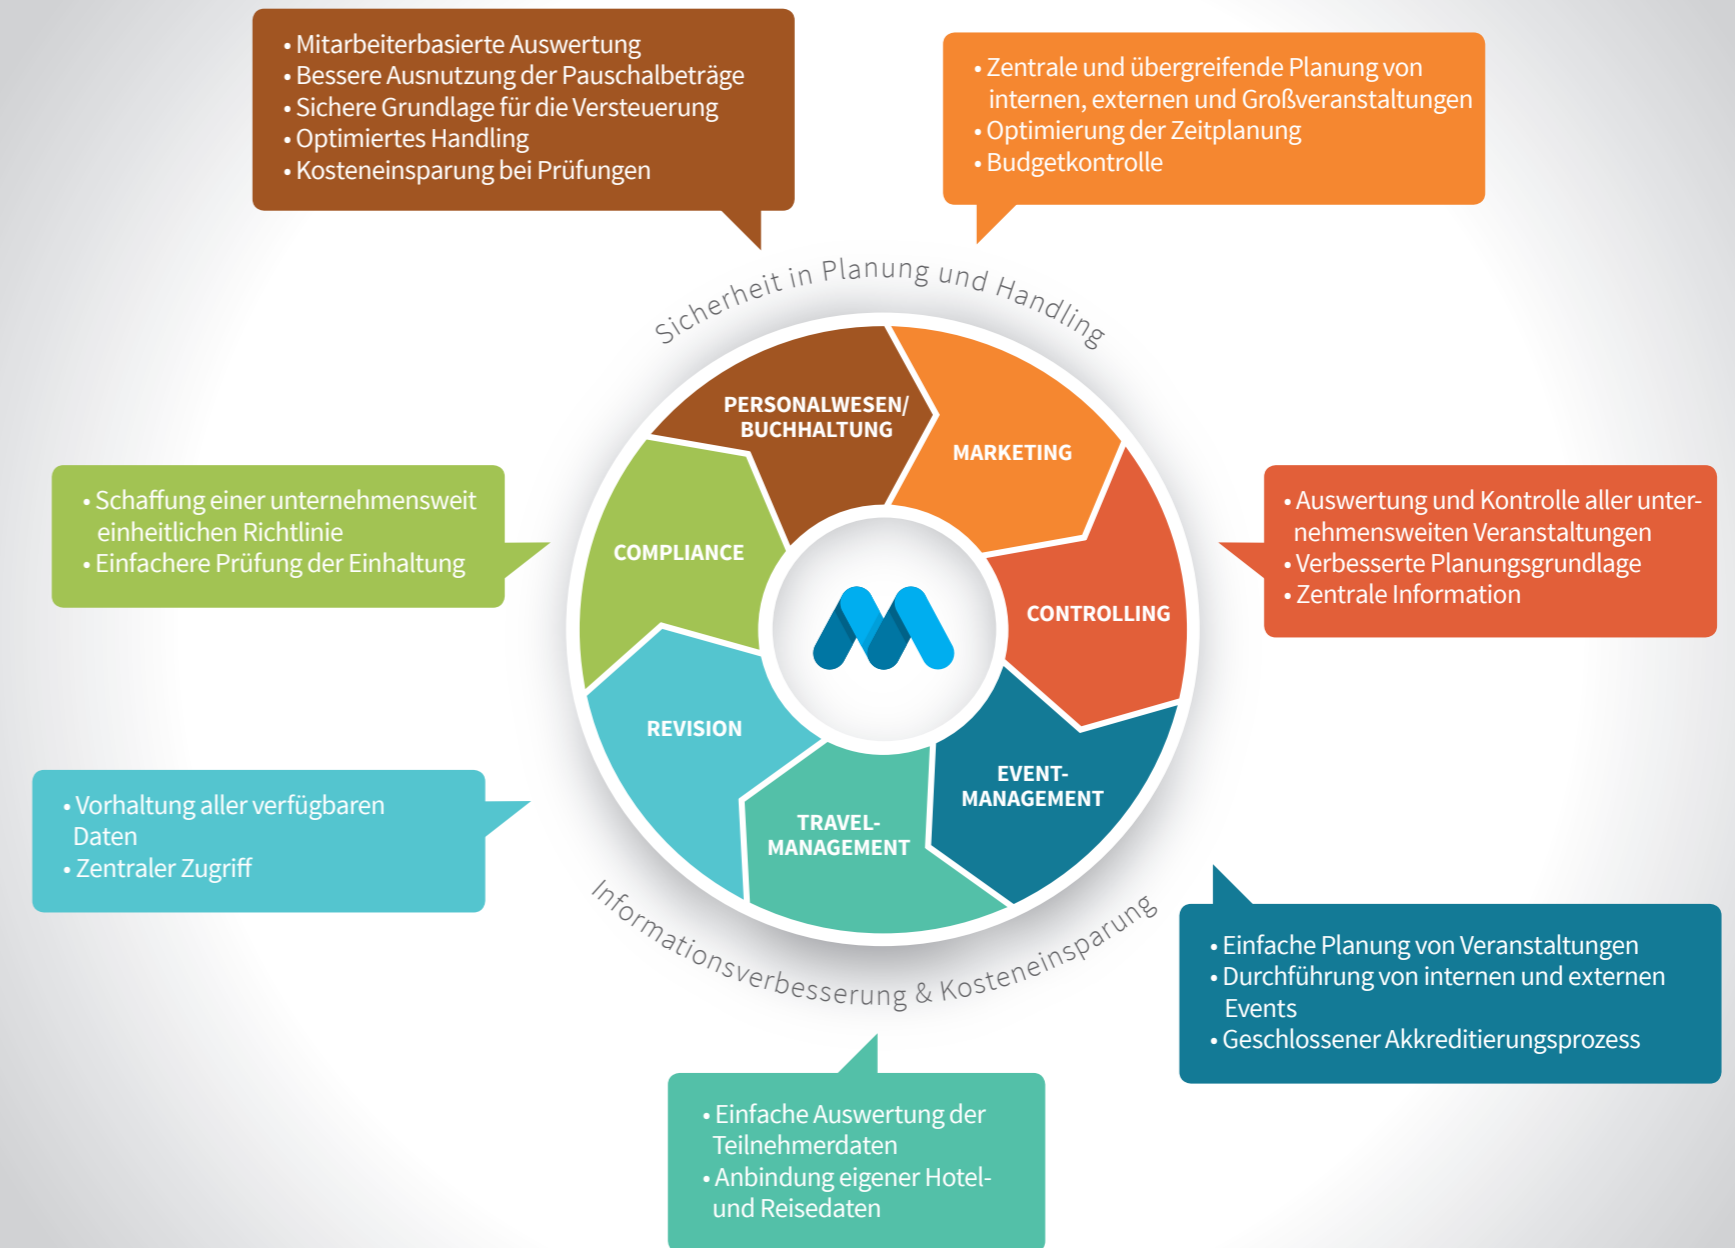 • Mitarbeiterbasierte Auswertung
• Bessere Ausnutzung der Pauschalbeträge
• Sichere Grundlage für die Versteuerung
• Optimiertes Handling
• Kosteneinsparung bei Prüfungen
• Zentrale und übergreifende Planung von
internen, externen und Großveranstaltungen
• Optimierung der Zeitplanung
• Budgetkontrolle
Sicherheit in Planung und Handling
PERSONALWESEN/
BUCHHALTUNG
MARKETING
• Schaffung einer unternehmensweit
einheitlichen Richtlinie
• Einfachere Prüfung der Einhaltung
COMPLIANCE
CONTROLLING
• Auswertung und Kontrolle aller unter-
nehmensweiten Veranstaltungen
• Verbesserte Planungsgrundlage
• Zentrale Information
REVISION
EVENT-
MANAGEMENT
TRAVEL-
MANAGEMENT
• Vorhaltung aller verfügbaren
Daten
• Zentraler Zugriff
Informationsverbesserung & Kosteneinsparung
• Einfache Planung von Veranstaltungen
• Durchführung von internen und externen
Events
• Geschlossener Akkreditierungsprozess
• Einfache Auswertung der
Teilnehmerdaten
• Anbindung eigener Hotel-
und Reisedaten